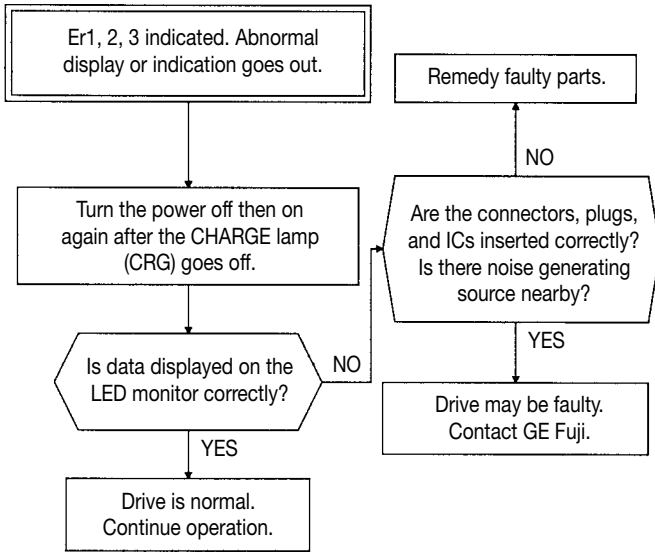 Er1, 2, 3 indicated. Abnormal
display or indication goes out.
Turn the power off then on
again after the CHARGE lamp
(CRG) goes off.
Is data displayed on the
LED monitor correctly?
NO
YES
Drive is normal.
Continue operation.
Remedy faulty parts.
NO
Are the connectors, plugs,
and ICs inserted correctly?
Is there noise generating
source nearby?
YES
Drive may be faulty.
Contact GE Fuji.